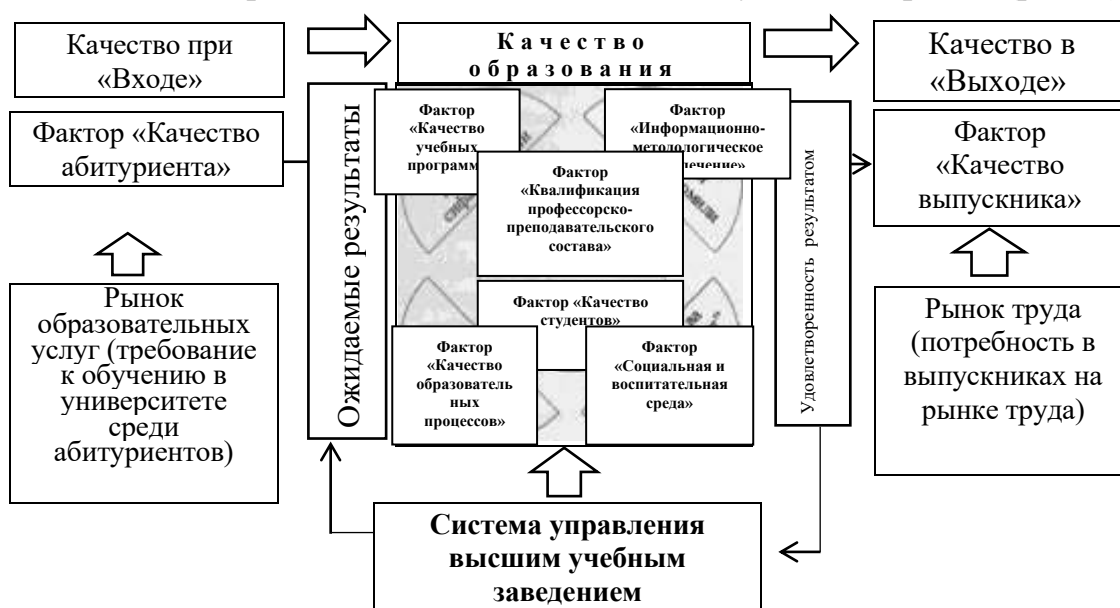 Качество при
«Входе»
Качество
образования
Качество в
«Выходе»
Фактор «Качество
абитуриента»
Ожидаемые результаты
Фактор
«Качество
учебных
программ
Фактор
«Информационно-
методологическое
Фактор
«Квалификация
профессорско-
преподавательского
состава»
Фактор «Качество
студентов»
Фактор
«Качество
образователь
ных
процессов»
Фактор
«Социальная и
воспитательная
среда»
Удовлетворенность результатом
Фактор
«Качество
выпускника»
Рынок
образовательных
услуг (требование
к обучению в
университете
среди
абитуриентов)
Рынок труда
(потребность в
выпускниках на
рынке труда)
Система управления
высшим учебным
заведением